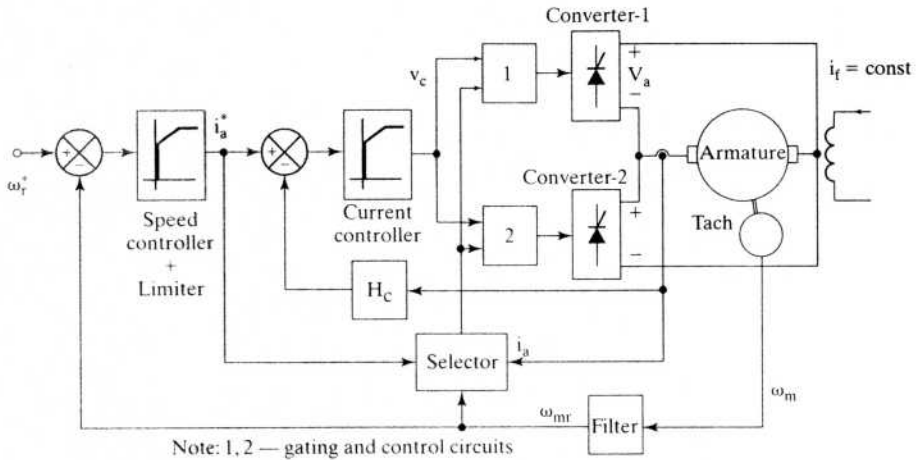 Converter-1
i_f = const
v_c
1
+
V_a
−
i_a^*
+
−
+
−
Armature
ω_r^*
Converter-2
Speed
controller
+
Limiter
Current
controller
2
+
−
Tach
H_C
Selector
i_a
ω_m
ω_mr
Filter
Note: 1, 2 — gating and control circuits